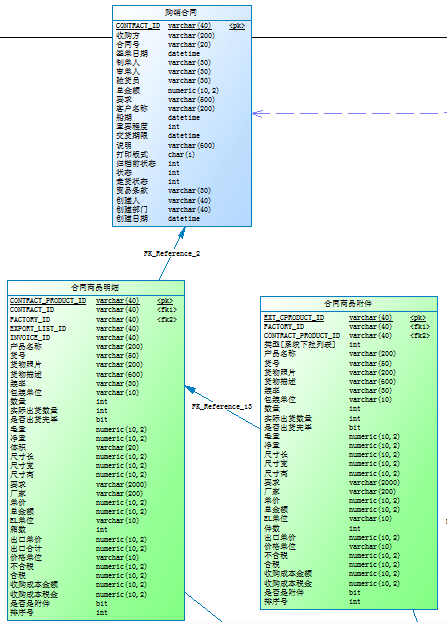 购销合同
CONTRACT_ID varchar(40) <pk>
收购方 varchar(200)
合同号 varchar(20)
签单日期 datetime
制单人 varchar(30)
审单人 varchar(30)
验货员 varchar(30)
总金额 numeric(10,2)
要求 varchar(600)
客户名称 varchar(200)
船期 datetime
重要程度 int
交货期限 datetime
说明 varchar(600)
打印版式 char(1)
归档前状态 int
状态 int
走货状态 int
贸易条款 varchar(30)
创建人 varchar(40)
创建部门 varchar(40)
创建日期 datetime
FK_Reference_2
合同商品明细
CONTRACT_PRODUCT_ID varchar(40) <pk>
CONTRACT_ID varchar(40) <fk1>
FACTORY_ID varchar(40) <fk2>
EXPORT_LIST_ID varchar(40)
INVOICE_ID varchar(40)
产品名称 varchar(200)
货号 varchar(50)
货物照片 varchar(200)
货物描述 varchar(600)
装率 varchar(30)
包装单位 varchar(10)
数量 int
实际出货数量 int
是否出货完毕 bit
毛重 numeric(10,2)
净重 numeric(10,2)
体积 varchar(20)
尺寸长 numeric(10,2)
尺寸宽 numeric(10,2)
尺寸高 numeric(10,2)
要求 varchar(2000)
厂家 varchar(200)
单价 numeric(10,2)
总金额 numeric(10,2)
EL单位 varchar(10)
箱数 int
出口单价 numeric(10,2)
出口合计 numeric(10,2)
价格单位 varchar(10)
不含税 numeric(10,2)
含税 numeric(10,2)
收购成本金额 numeric(10,2)
收购成本税金 numeric(10,2)
是否是附件 bit
排序号 int
FK_Reference_13
合同商品附件
EXT_CPRODUCT_ID varchar(40) <pk>
FACTORY_ID varchar(40) <fk1>
CONTRACT_PRODUCT_ID varchar(40) <fk2>
类型[系统下拉列表] int
产品名称 varchar(200)
货号 varchar(50)
货物照片 varchar(200)
货物描述 varchar(600)
装率 varchar(30)
包装单位 varchar(10)
数量 int
实际出货数量 int
是否出货完毕 bit
毛重 numeric(10,2)
净重 numeric(10,2)
尺寸长 numeric(10,2)
尺寸宽 numeric(10,2)
尺寸高 numeric(10,2)
要求 varchar(2000)
厂家 varchar(200)
单价 numeric(10,2)
总金额 numeric(10,2)
EL单位 varchar(10)
件数 int
出口单价 numeric(10,2)
价格单位 varchar(10)
不含税 numeric(10,2)
含税 numeric(10,2)
收购成本金额 numeric(10,2)
收购成本税金 numeric(10,2)
是否是附件 bit
排序号 int